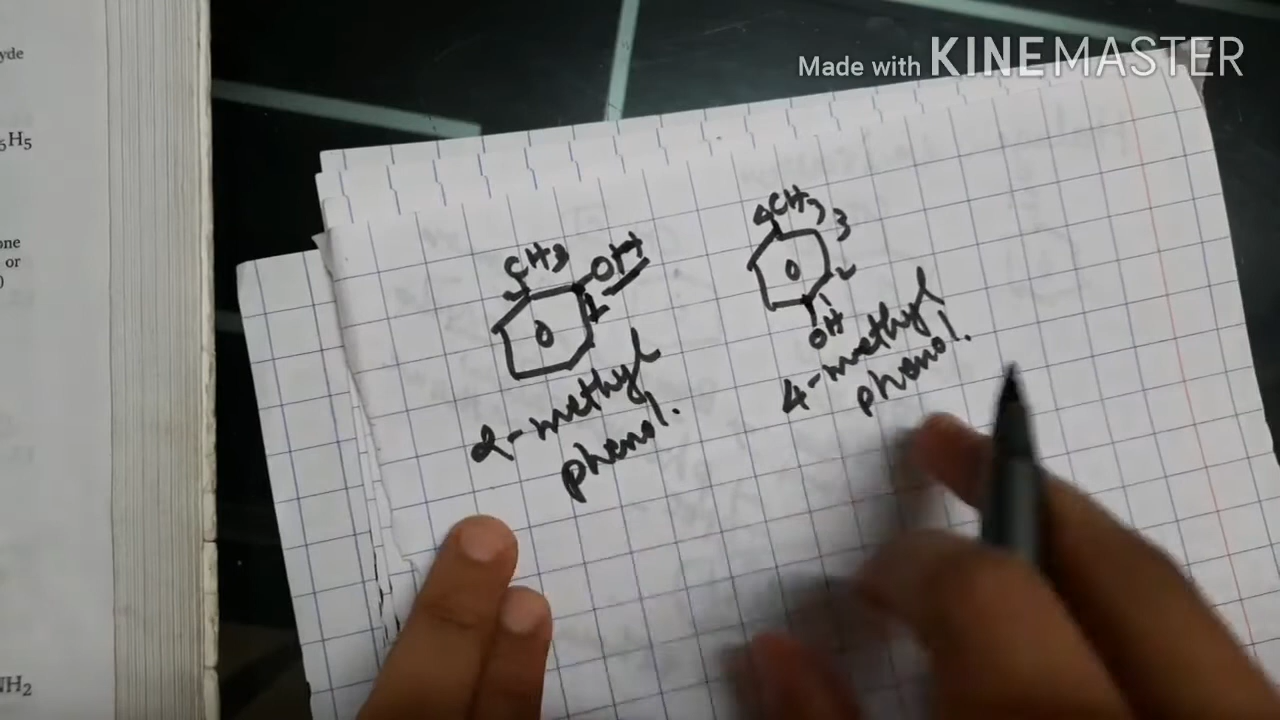 Made with KINEMASTER
yde
5H5
one
or
)
NH2
CH3
OH
1
2-methyl
phenol.
4 CH3
3
2
1
OH
4-methyl
phenol.